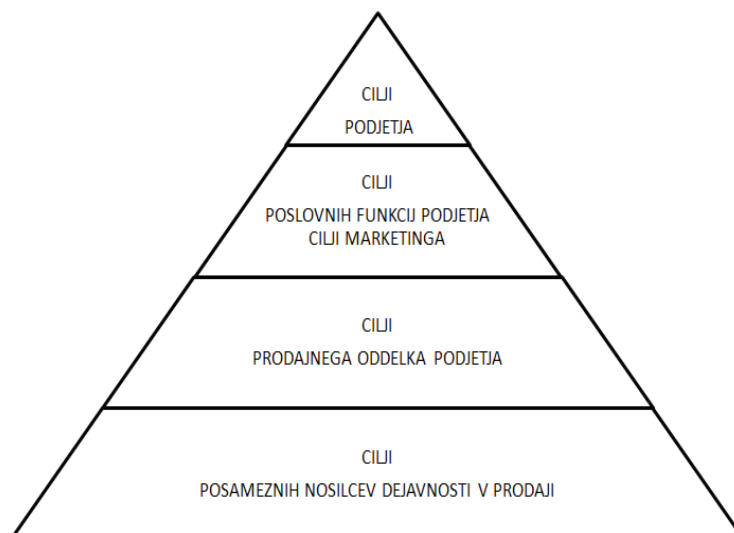 CILJI
PODJETJA
CILJI
POSLOVNIH FUNKCIJ PODJETJA
CILJI MARKETINGA
CILJI
PRODAJNEGA ODDELKA PODJETJA
CILJI
POSAMEZNIH NOSILCEV DEJAVNOSTI V PRODAJI